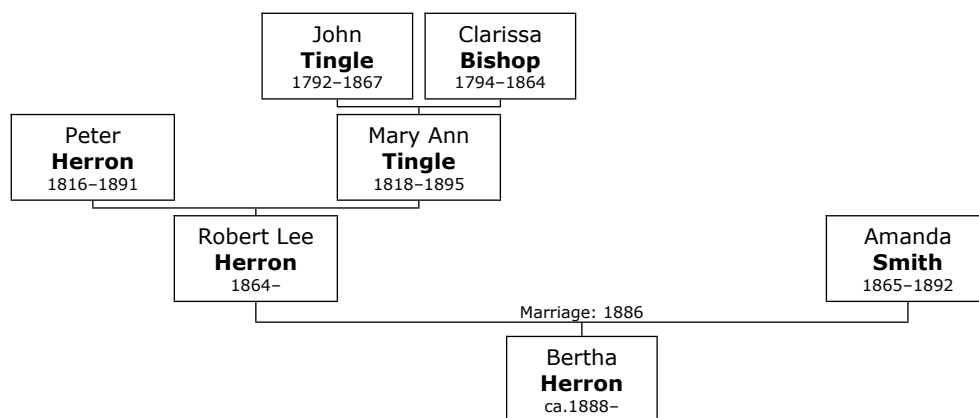 John
Tingle
1792–1867
Clarissa
Bishop
1794–1864
Peter
Herron
1816–1891
Mary Ann
Tingle
1818–1895
Robert Lee
Herron
1864–
Amanda
Smith
1865–1892
Marriage: 1886
Bertha
Herron
ca.1888–